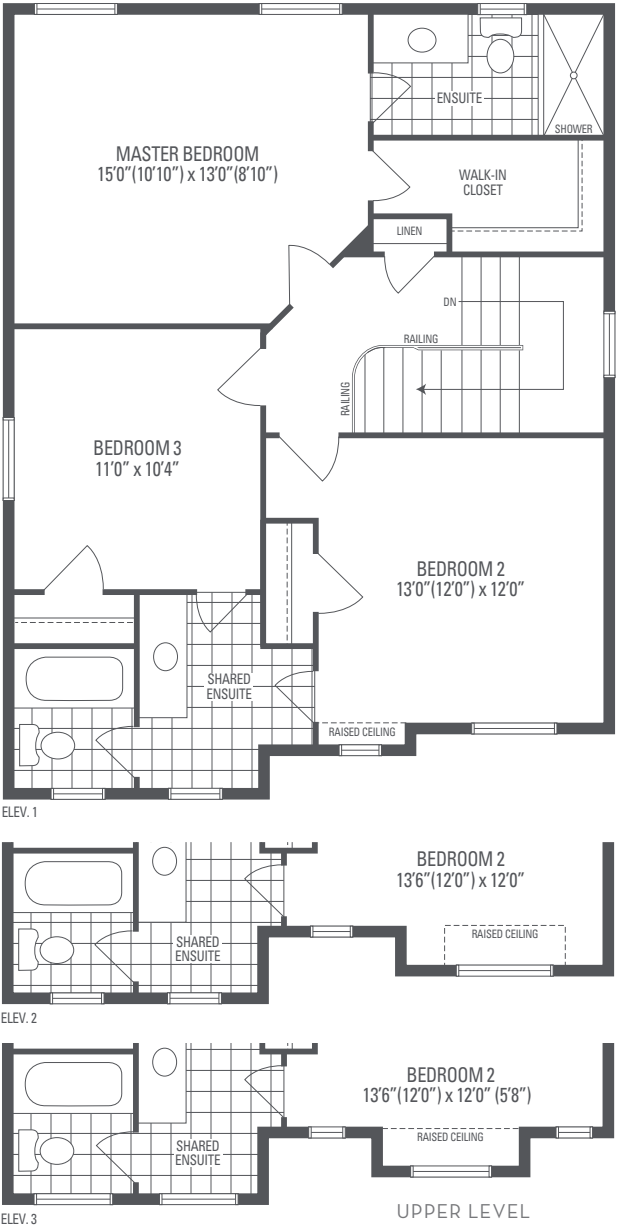 ENSUITE
SHOWER
MASTER BEDROOM
15'0"(10'10") x 13'0"(8'10")
WALK-IN
CLOSET
LINEN
DN
RAILING
RAILING
BEDROOM 3
11'0" x 10'4"
BEDROOM 2
13'0"(12'0") x 12'0"
SHARED
ENSUITE
RAISED CEILING
ELEV. 1
BEDROOM 2
13'6"(12'0") x 12'0"
RAISED CEILING
SHARED
ENSUITE
ELEV. 2
BEDROOM 2
13'6"(12'0") x 12'0" (5'8")
RAISED CEILING
SHARED
ENSUITE
ELEV. 3
UPPER LEVEL